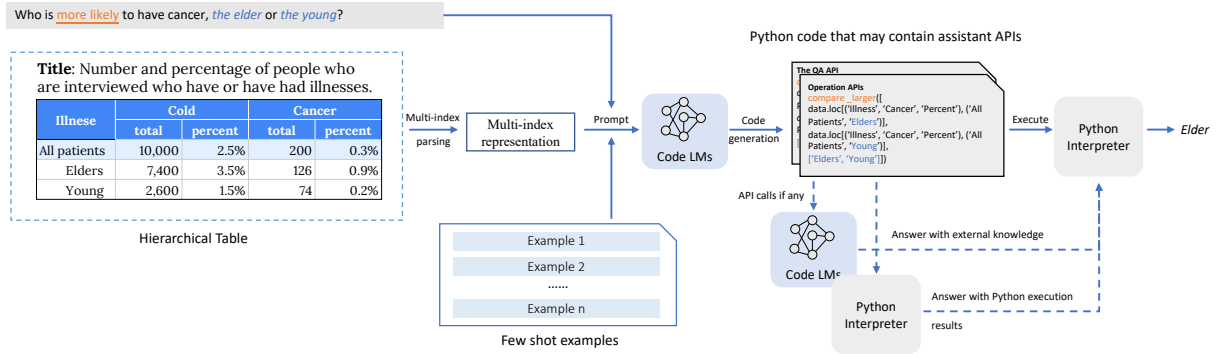 Who is more likely to have cancer, the elder or the young?
Title: Number and percentage of people who
are interviewed who have or have had illnesses.
Illnese
Cold
Cancer
total
percent
total
percent
All patients
10,000
2.5%
200
0.3%
Elders
7,400
3.5%
126
0.9%
Young
2,600
1.5%
74
0.2%
Hierarchical Table
Multi-index
parsing
Multi-index
representation
Prompt
Example 1
Example 2
......
Example n
Few shot examples
Code LMs
Code
generation
Python code that may contain assistant APIs
The QA API
Operation APIs
compare _larger([
data.loc[('Illness', 'Cancer', 'Percent'), ('All
Patients', 'Elders')],
data.loc[('Illness', 'Cancer', 'Percent'), ('All
Patients', 'Young')],
['Elders', 'Young']])
Execute
Python
Interpreter
Elder
API calls if any
Code LMs
Answer with external knowledge
Python
Interpreter
Answer with Python execution
results